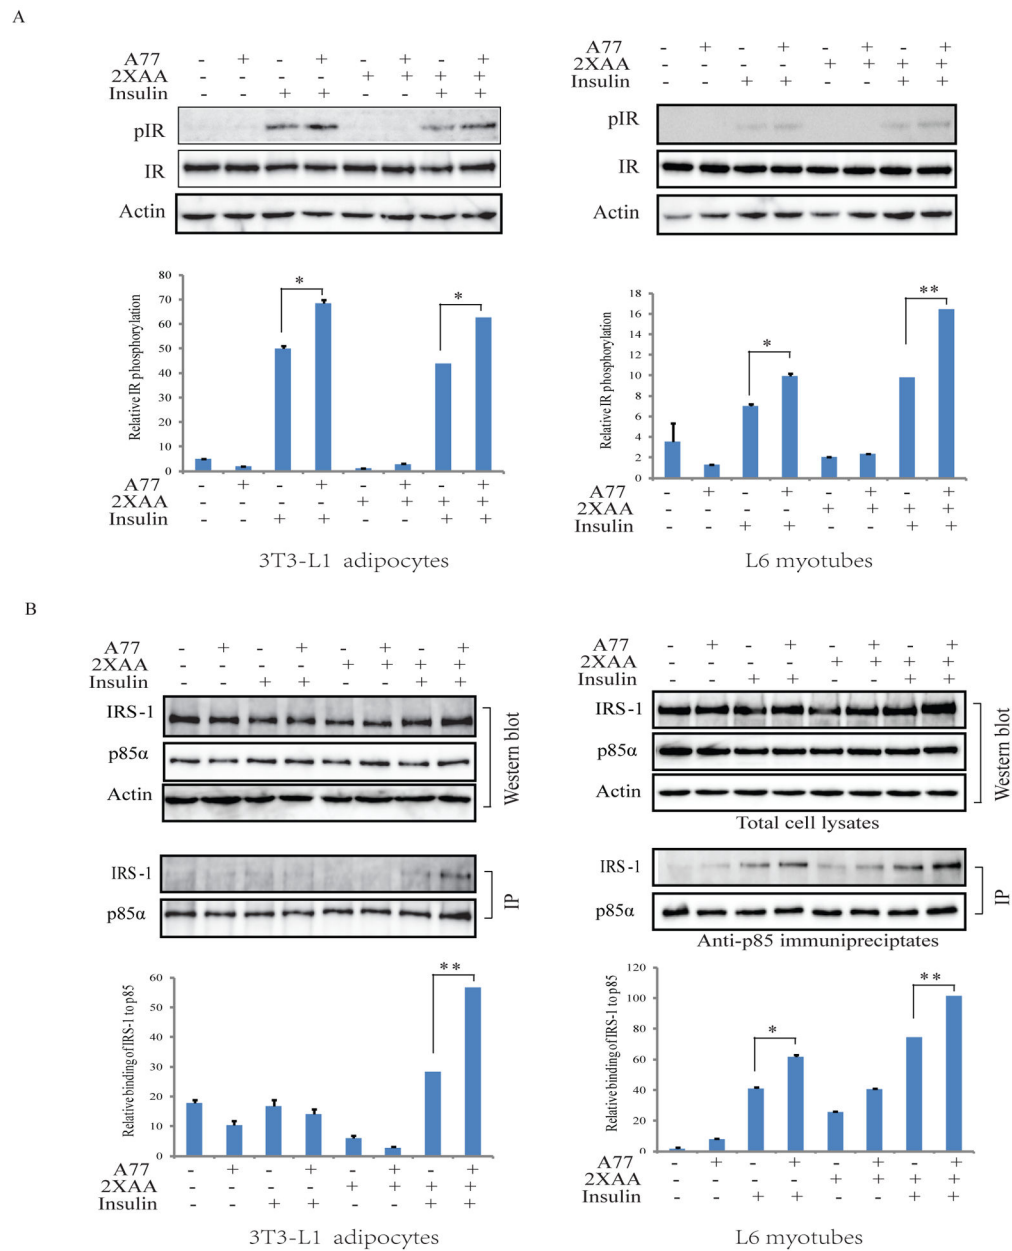 A
A77 - + - + - + - +
2XAA - - - - + + + +
Insulin - - + + - - + +
pIR
IR
Actin
80
70
60
50
40
30
20
10
0
Relative IR phosphorylation
*
*
A77 - + - + - + - +
2XAA - - - - + + + +
Insulin - - + + - - + +
3T3-L1 adipocytes
A77 - + - + - + - +
2XAA - - - - + + + +
Insulin - - + + - - + +
pIR
IR
Actin
18
16
14
12
10
8
6
4
2
0
Relative IR phosphorylation
*
**
A77 - + - + - + - +
2XAA - - - - + + + +
Insulin - - + + - - + +
L6 myotubes
B
A77 - + - + - + - +
2XAA - - - - + + + +
Insulin - - + + - - + +
IRS-1
p85α
Actin
Western blot
IRS-1
p85α
IP
60
50
40
30
20
10
0
Relative binding of IRS-1 to p85
**
A77 - + - + - + - +
2XAA - - - - + + + +
Insulin - - + + - - + +
3T3-L1 adipocytes
A77 - + - + - + - +
2XAA - - - - + + + +
Insulin - - + + - - + +
IRS-1
p85α
Actin
Western blot
Total cell lysates
IRS-1
p85α
IP
Anti-p85 immunipreciptates
120
100
80
60
40
20
0
Relative binding of IRS-1 to p85
*
**
A77 - + - + - + - +
2XAA - - - - + + + +
Insulin - - + + - - + +
L6 myotubes